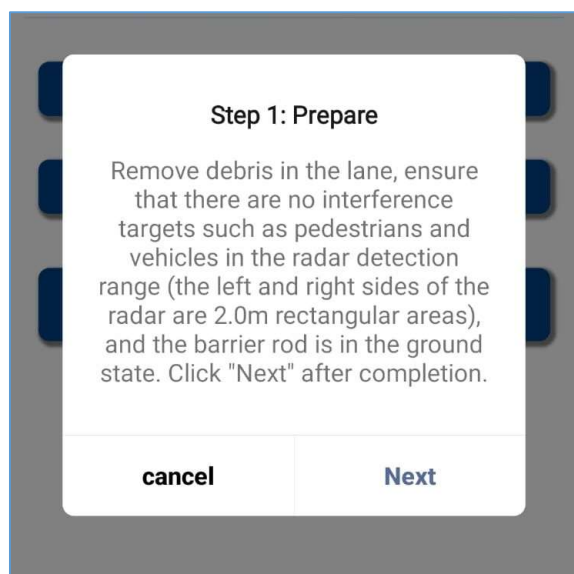 Step 1: Prepare
Remove debris in the lane, ensure
that there are no interference
targets such as pedestrians and
vehicles in the radar detection
range (the left and right sides of the
radar are 2.0m rectangular areas),
and the barrier rod is in the ground
state. Click "Next" after completion.
cancel
Next